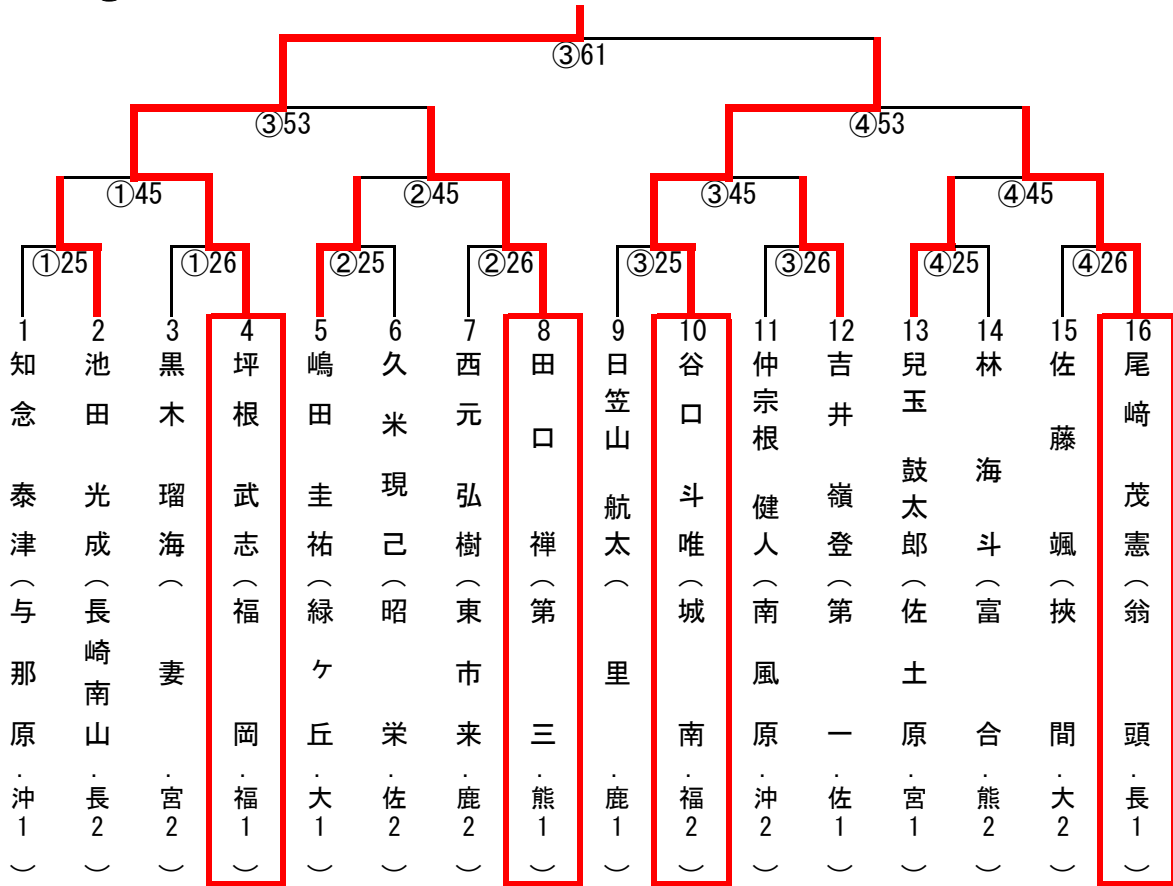 ③61
③53
④53
①45
②45
③45
④45
①25
①26
②25
②26
③25
③26
④25
④26
1 知念 泰津（与那原．沖1）
2 池田 光成（長崎南山．長2）
3 黒木 瑠海（妻．宮2）
4 坪根 武志（福岡．福1）
5 嶋田 圭祐（緑ケ丘．大1）
6 久米 現己（昭栄．佐2）
7 西元 弘樹（東市来．鹿2）
8 田口 禅（第三．熊1）
9 日笠山 航太（里．鹿1）
10 谷口 斗唯（城南．福2）
11 仲宗根 健人（南風原．沖2）
12 吉井 嶺登（第一．佐1）
13 兒玉 鼓太郎（佐土原．宮1）
14 林 海斗（富合．熊2）
15 佐藤 颯（挾間．大2）
16 尾﨑 茂憲（翁頭．長1）